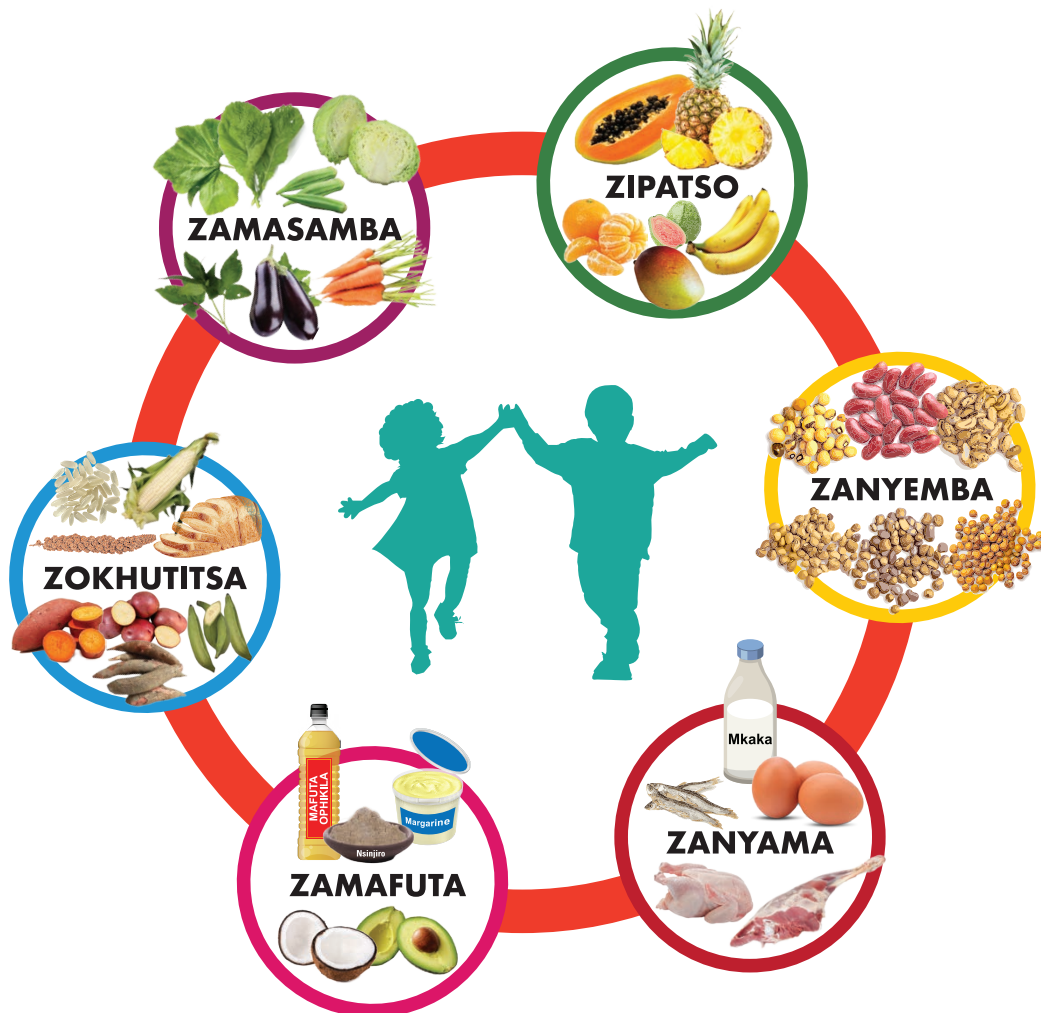 ZIPATSO
ZAMASAMBA
ZANYEMBA
ZOKHUTITSA
Mkaka
ZANYAMA
MAFUTA
OPHIKILA
Margarine
Nsinjiro
ZAMAFUTA